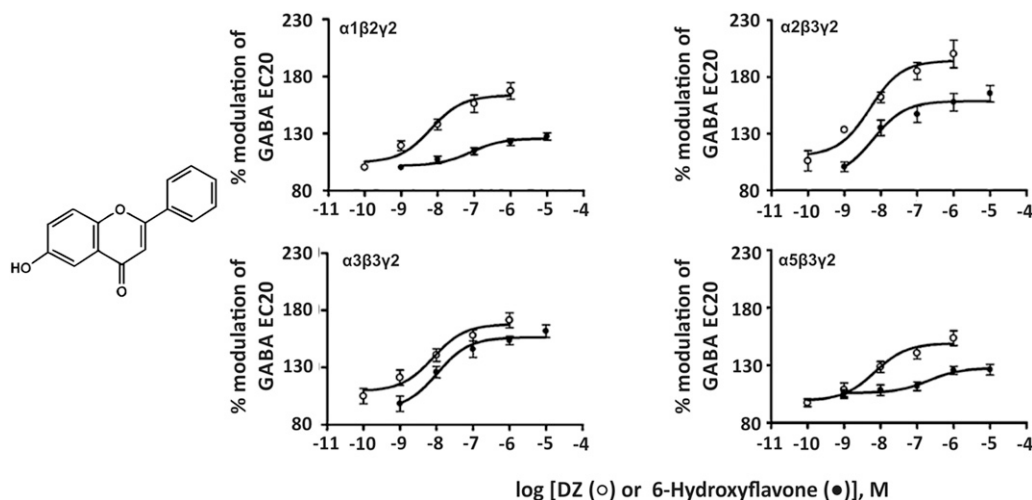 α1β2γ2
% modulation of
GABA EC20
230
180
130
80
-11 -10 -9 -8 -7 -6 -5 -4
α2β3γ2
% modulation of
GABA EC20
230
180
130
80
-11 -10 -9 -8 -7 -6 -5 -4
O
HO
O
α3β3γ2
% modulation of
GABA EC20
230
180
130
80
-11 -10 -9 -8 -7 -6 -5 -4
α5β3γ2
% modulation of
GABA EC20
230
180
130
80
-11 -10 -9 -8 -7 -6 -5 -4
log [DZ (○) or 6-Hydroxyflavone (●)], M